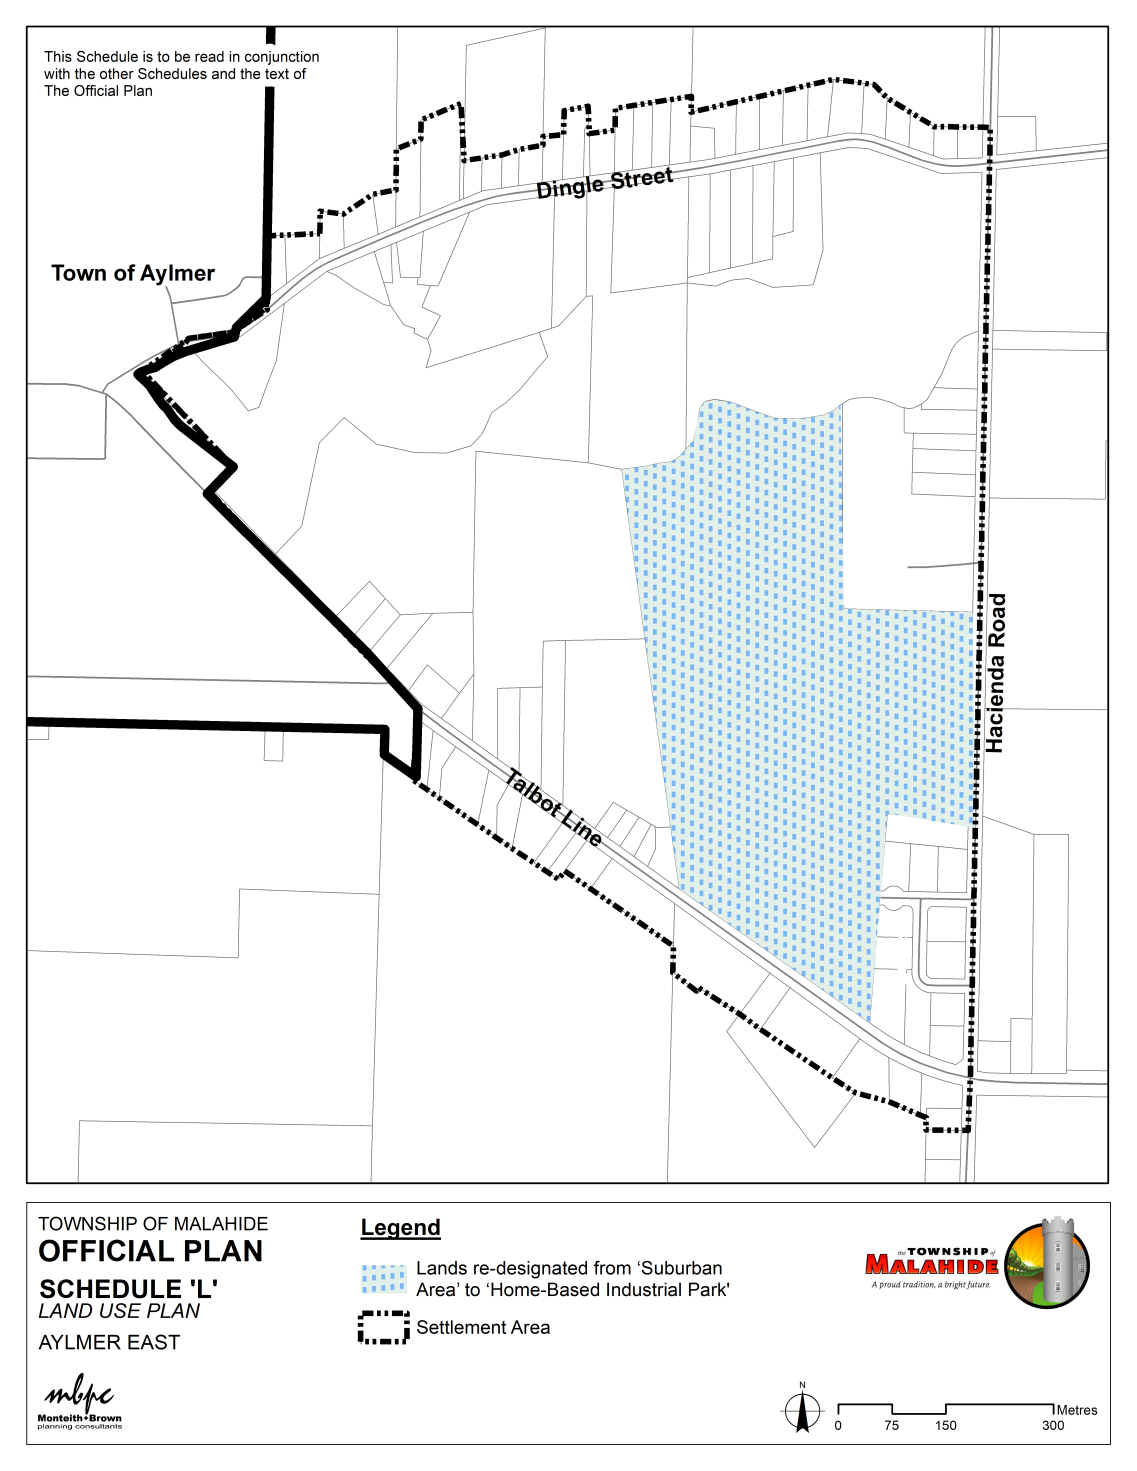 This Schedule is to be read in conjunction
with the other Schedules and the text of
The Official Plan
Dingle Street
Town of Aylmer
Hacienda Road
Talbot Line
TOWNSHIP OF MALAHIDE
OFFICIAL PLAN
SCHEDULE 'L'
LAND USE PLAN
AYLMER EAST
mbpc
Monteith•Brown
planning consultants
Legend
Lands re-designated from ‘Suburban
Area’ to ‘Home-Based Industrial Park'
Settlement Area
the TOWNSHIP of
MALAHIDE
A proud tradition, a bright future.
N
Metres
0 75 150 300